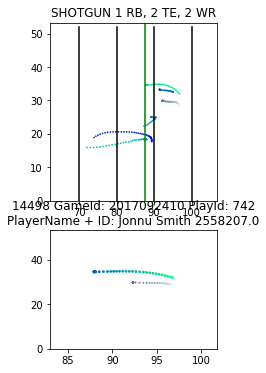 SHOTGUN 1 RB, 2 TE, 2 WR
50
40
30
20
10
0
70 80 90 100
14498 GameId: 2017092410 PlayId: 742
PlayerName + ID: Jonnu Smith 2558207.0
40
20
0
85 90 95 100